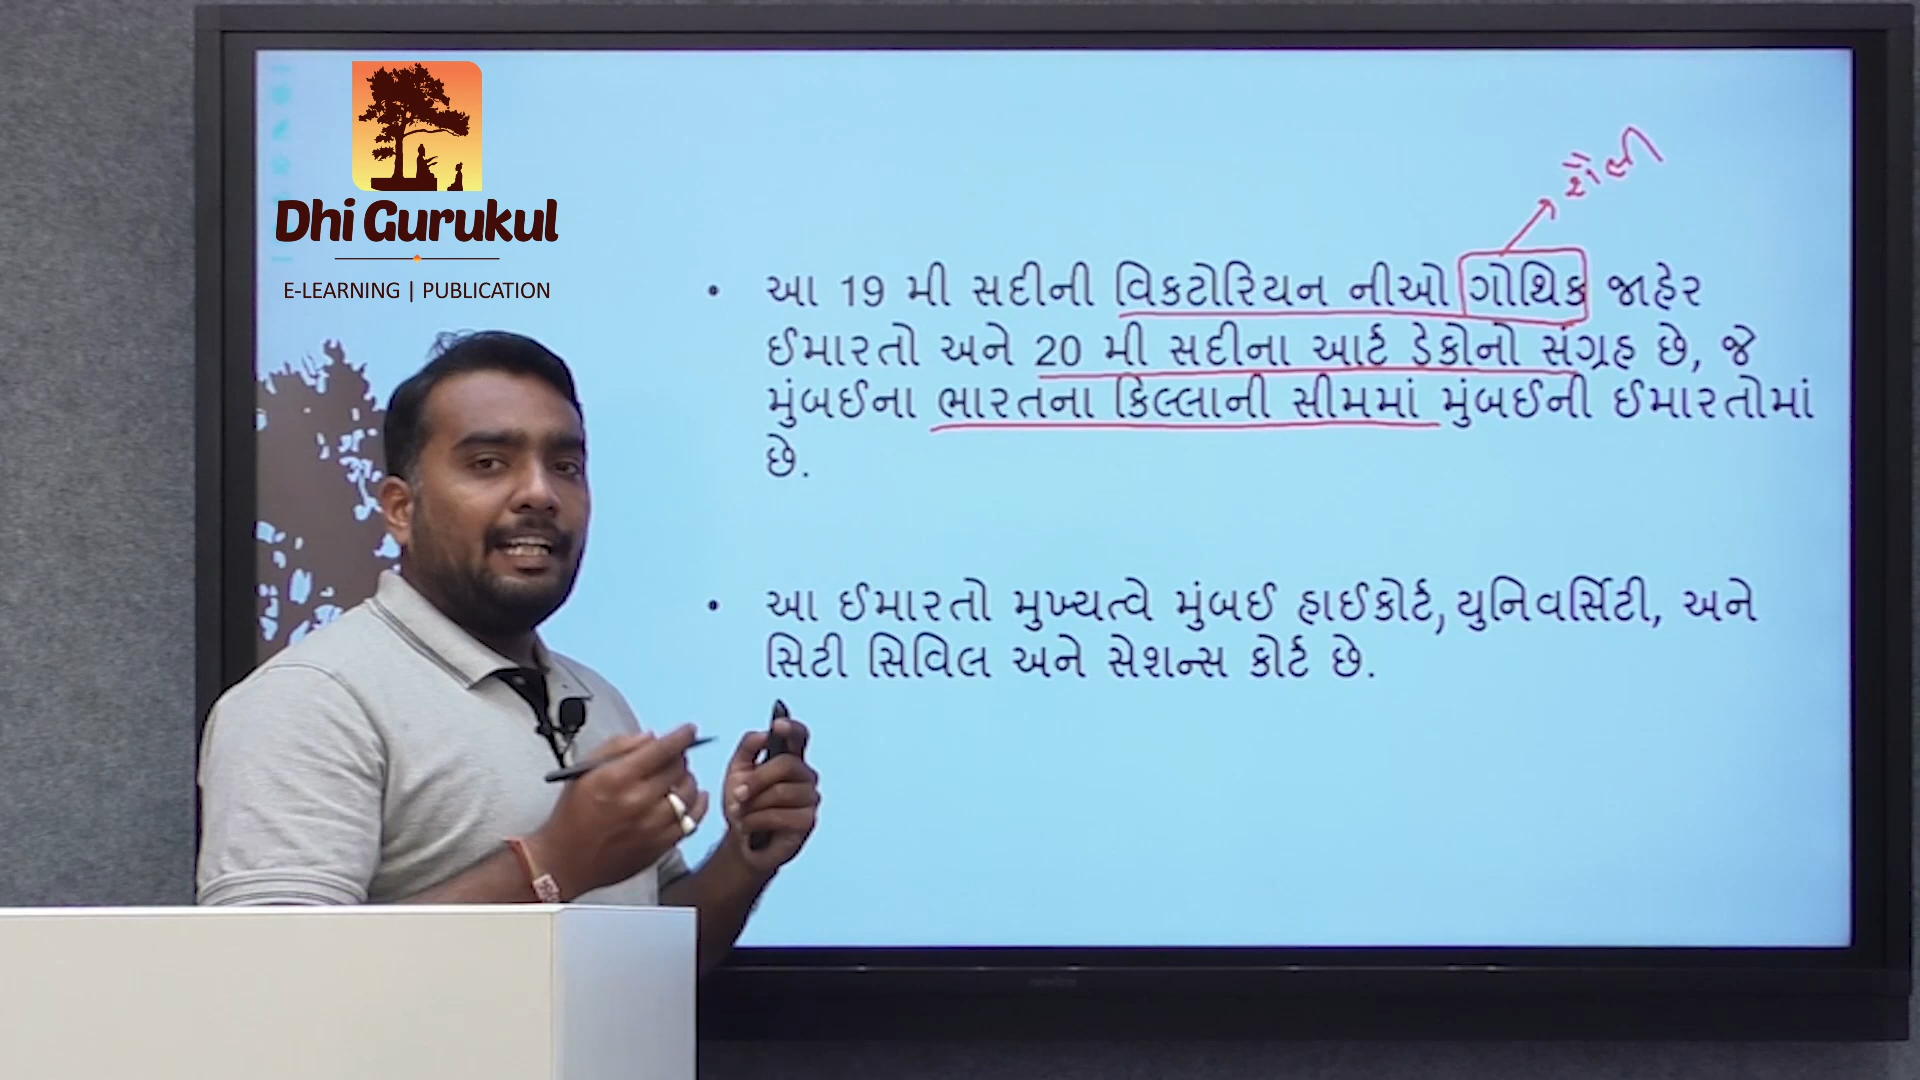 Dhi Gurukul
E-LEARNING | PUBLICATION
શૈલી
• આ 19 મી સદીની વિકટોરિયન નીઓ ગોથિક જાહેર
ઈમારતો અને 20 મી સદીના આર્ટ ડેકોનો સંગ્રહ છે, જે
મુંબઈના ભારતના કિલ્લાની સીમમાં મુંબઈની ઈમારતોમાં
છે.
• આ ઈમારતો મુખ્યત્વે મુંબઈ હાઈકોર્ટ, યુનિવર્સિટી, અને
સિટી સિવિલ અને સેશન્સ કોર્ટ છે.